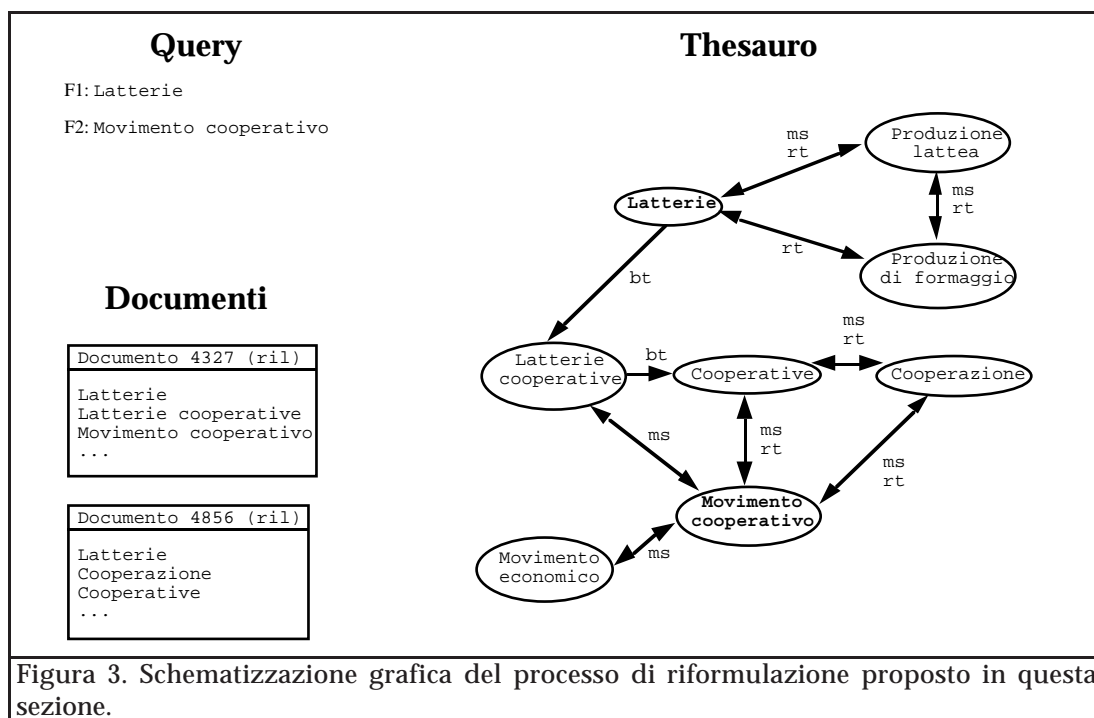 Query
F1: Latterie
F2: Movimento cooperativo
Documenti
Documento 4327 (ril)
Latterie
Latterie cooperative
Movimento cooperativo
...
Documento 4856 (ril)
Latterie
Cooperazione
Cooperative
...
Thesauro
Produzione
lattea
ms
rt
ms
rt
Latterie
rt
Produzione
di formaggio
bt
ms
rt
Latterie
cooperative
bt
Cooperative
Cooperazione
ms
ms
rt
ms
rt
Movimento
cooperativo
ms
Movimento
economico
Figura 3. Schematizzazione grafica del processo di riformulazione proposto in questa
sezione.